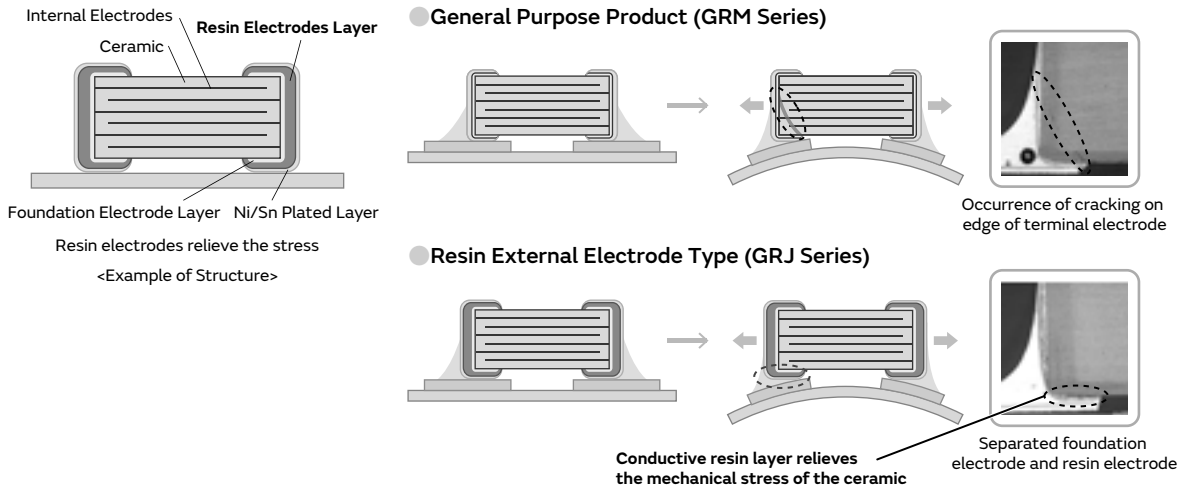 Internal Electrodes
Resin Electrodes Layer
Ceramic
Foundation Electrode Layer
Ni/Sn Plated Layer
Resin electrodes relieve the stress
<Example of Structure>
General Purpose Product (GRM Series)
Occurrence of cracking on
edge of terminal electrode
Resin External Electrode Type (GRJ Series)
Conductive resin layer relieves
the mechanical stress of the ceramic
Separated foundation
electrode and resin electrode